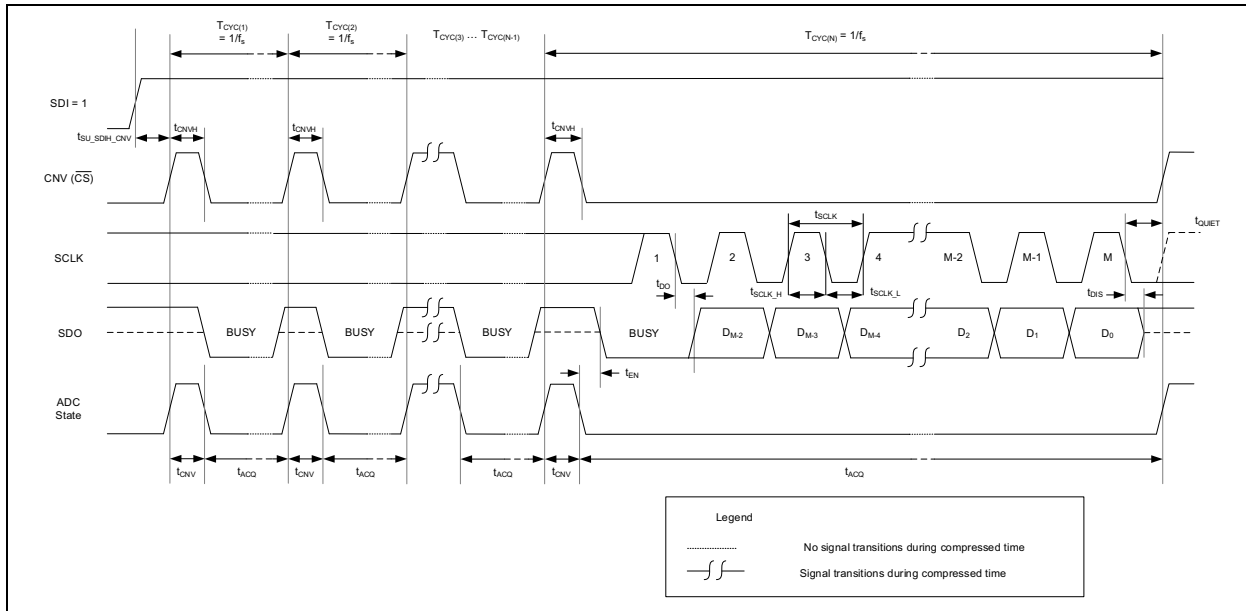 TCYC(1) = 1/fs
TCYC(2) = 1/fs
TCYC(3) ... TCYC(N-1)
TCYC(N) = 1/fs
SDI = 1
tSU_SDIH_CNV
tCNVH
tCNVH
tCNVH
CNV (C̅S̅)
tSCLK
tQUIET
SCLK
1
2
3
4
M-2
M-1
M
tDO
tSCLK_H
tSCLK_L
tDIS
SDO
BUSY
BUSY
BUSY
BUSY
DM-2
DM-3
DM-4
D2
D1
D0
tEN
ADC
State
tCNV
tACQ
tCNV
tACQ
tACQ
tCNV
tACQ
Legend
No signal transitions during compressed time
Signal transitions during compressed time